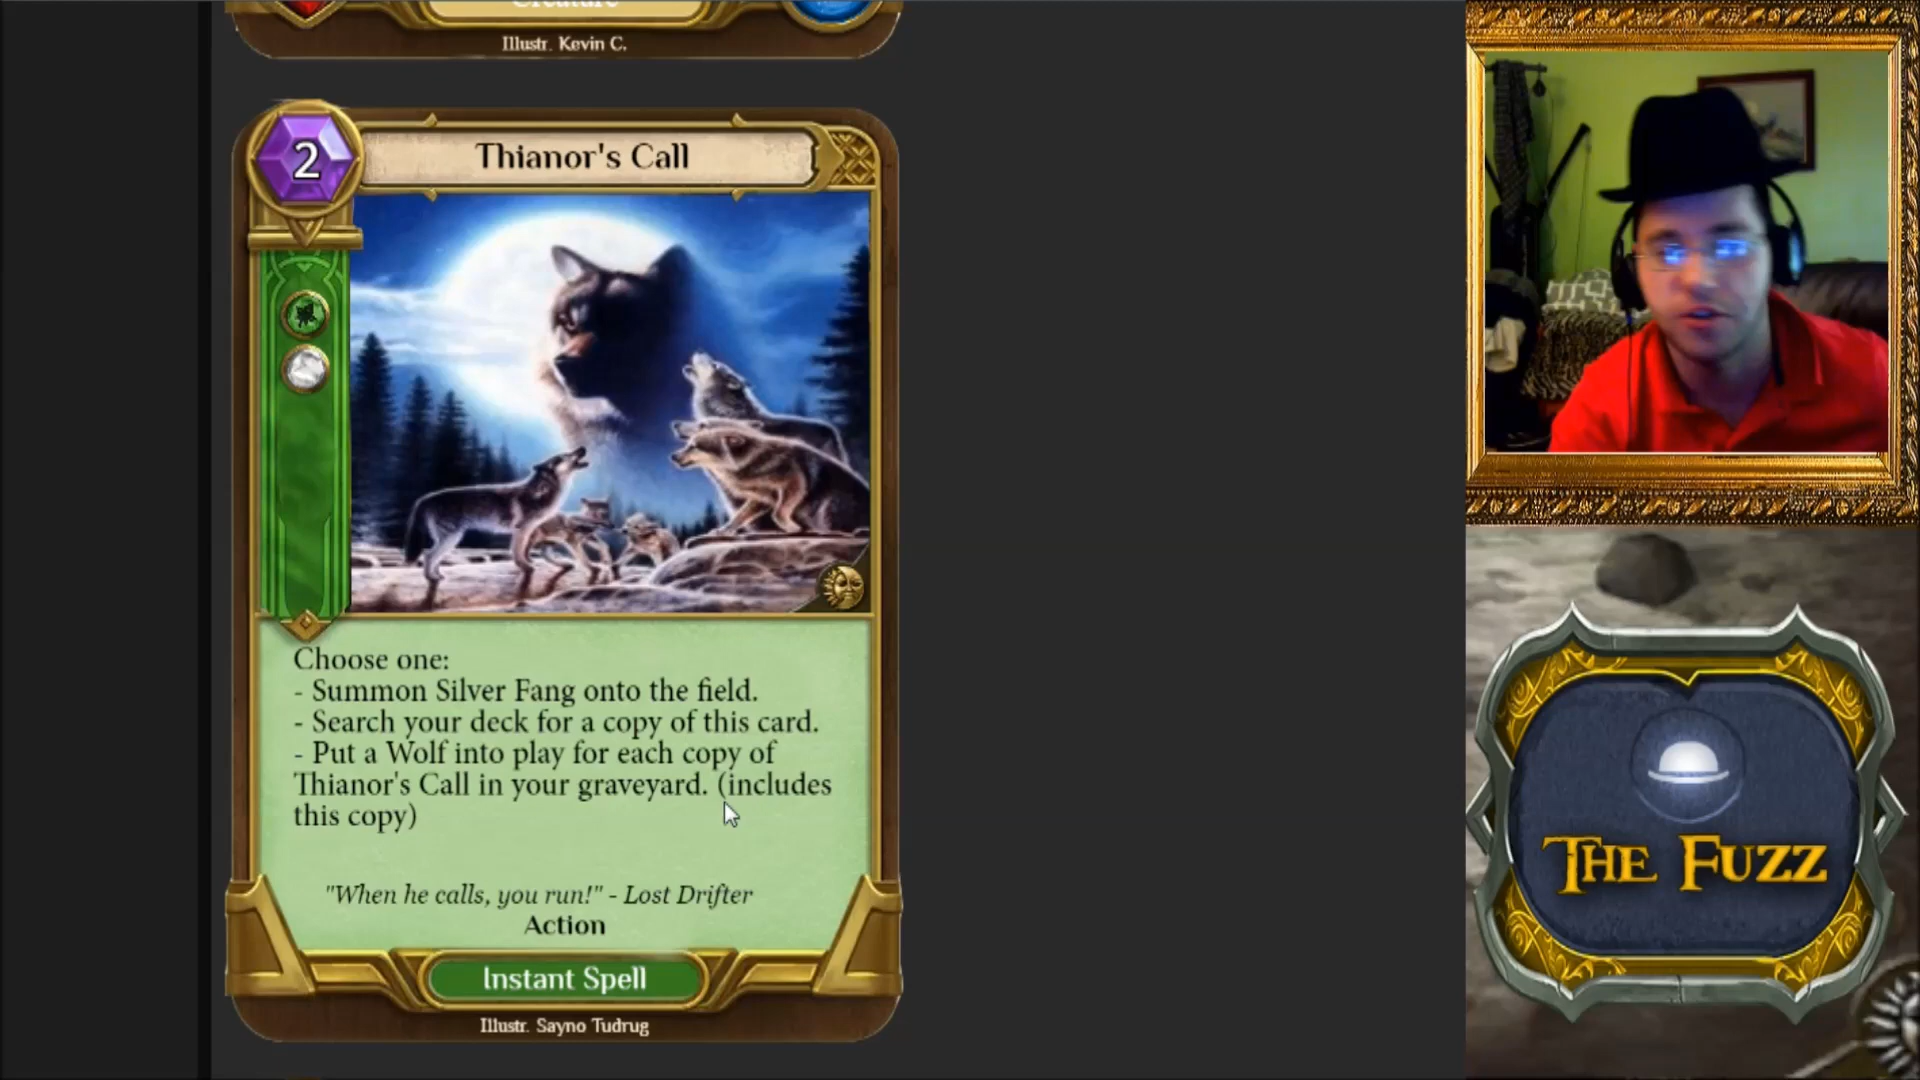 Creature
Illustr. Kevin C.
2
Thianor's Call
Choose one:
- Summon Silver Fang onto the field.
- Search your deck for a copy of this card.
- Put a Wolf into play for each copy of
Thianor's Call in your graveyard. (includes
this copy)
"When he calls, you run!" - Lost Drifter
Action
Instant Spell
Illustr. Sayno Tudrug
The Fuzz